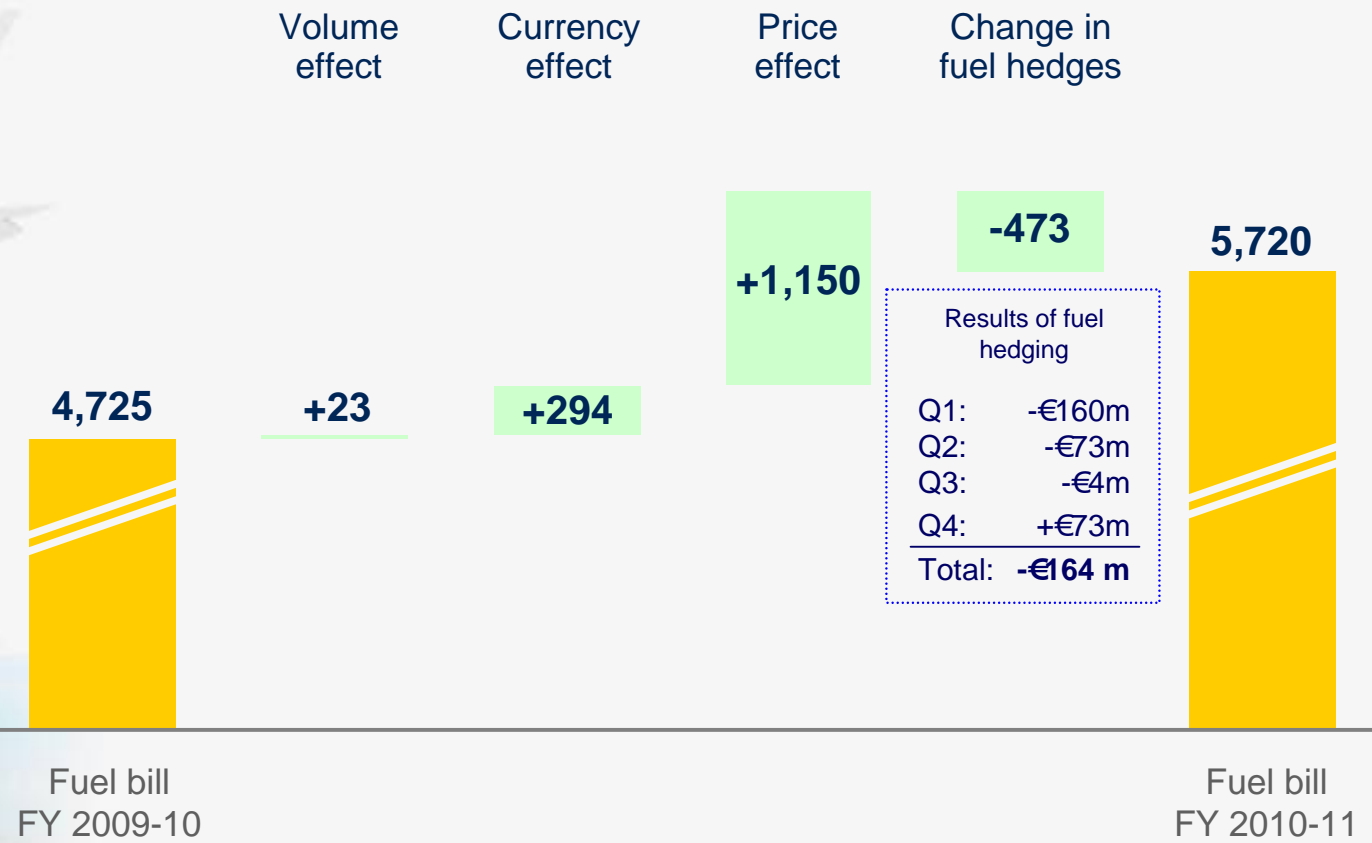 Volume
effect
Currency
effect
Price
effect
Change in
fuel hedges
4,725
+23
+294
+1,150
-473
5,720
Results of fuel
hedging
Q1: -€160m
Q2: -€73m
Q3: -€4m
Q4: +€73m
Total: -€164 m
Fuel bill
FY 2009-10
Fuel bill
FY 2010-11